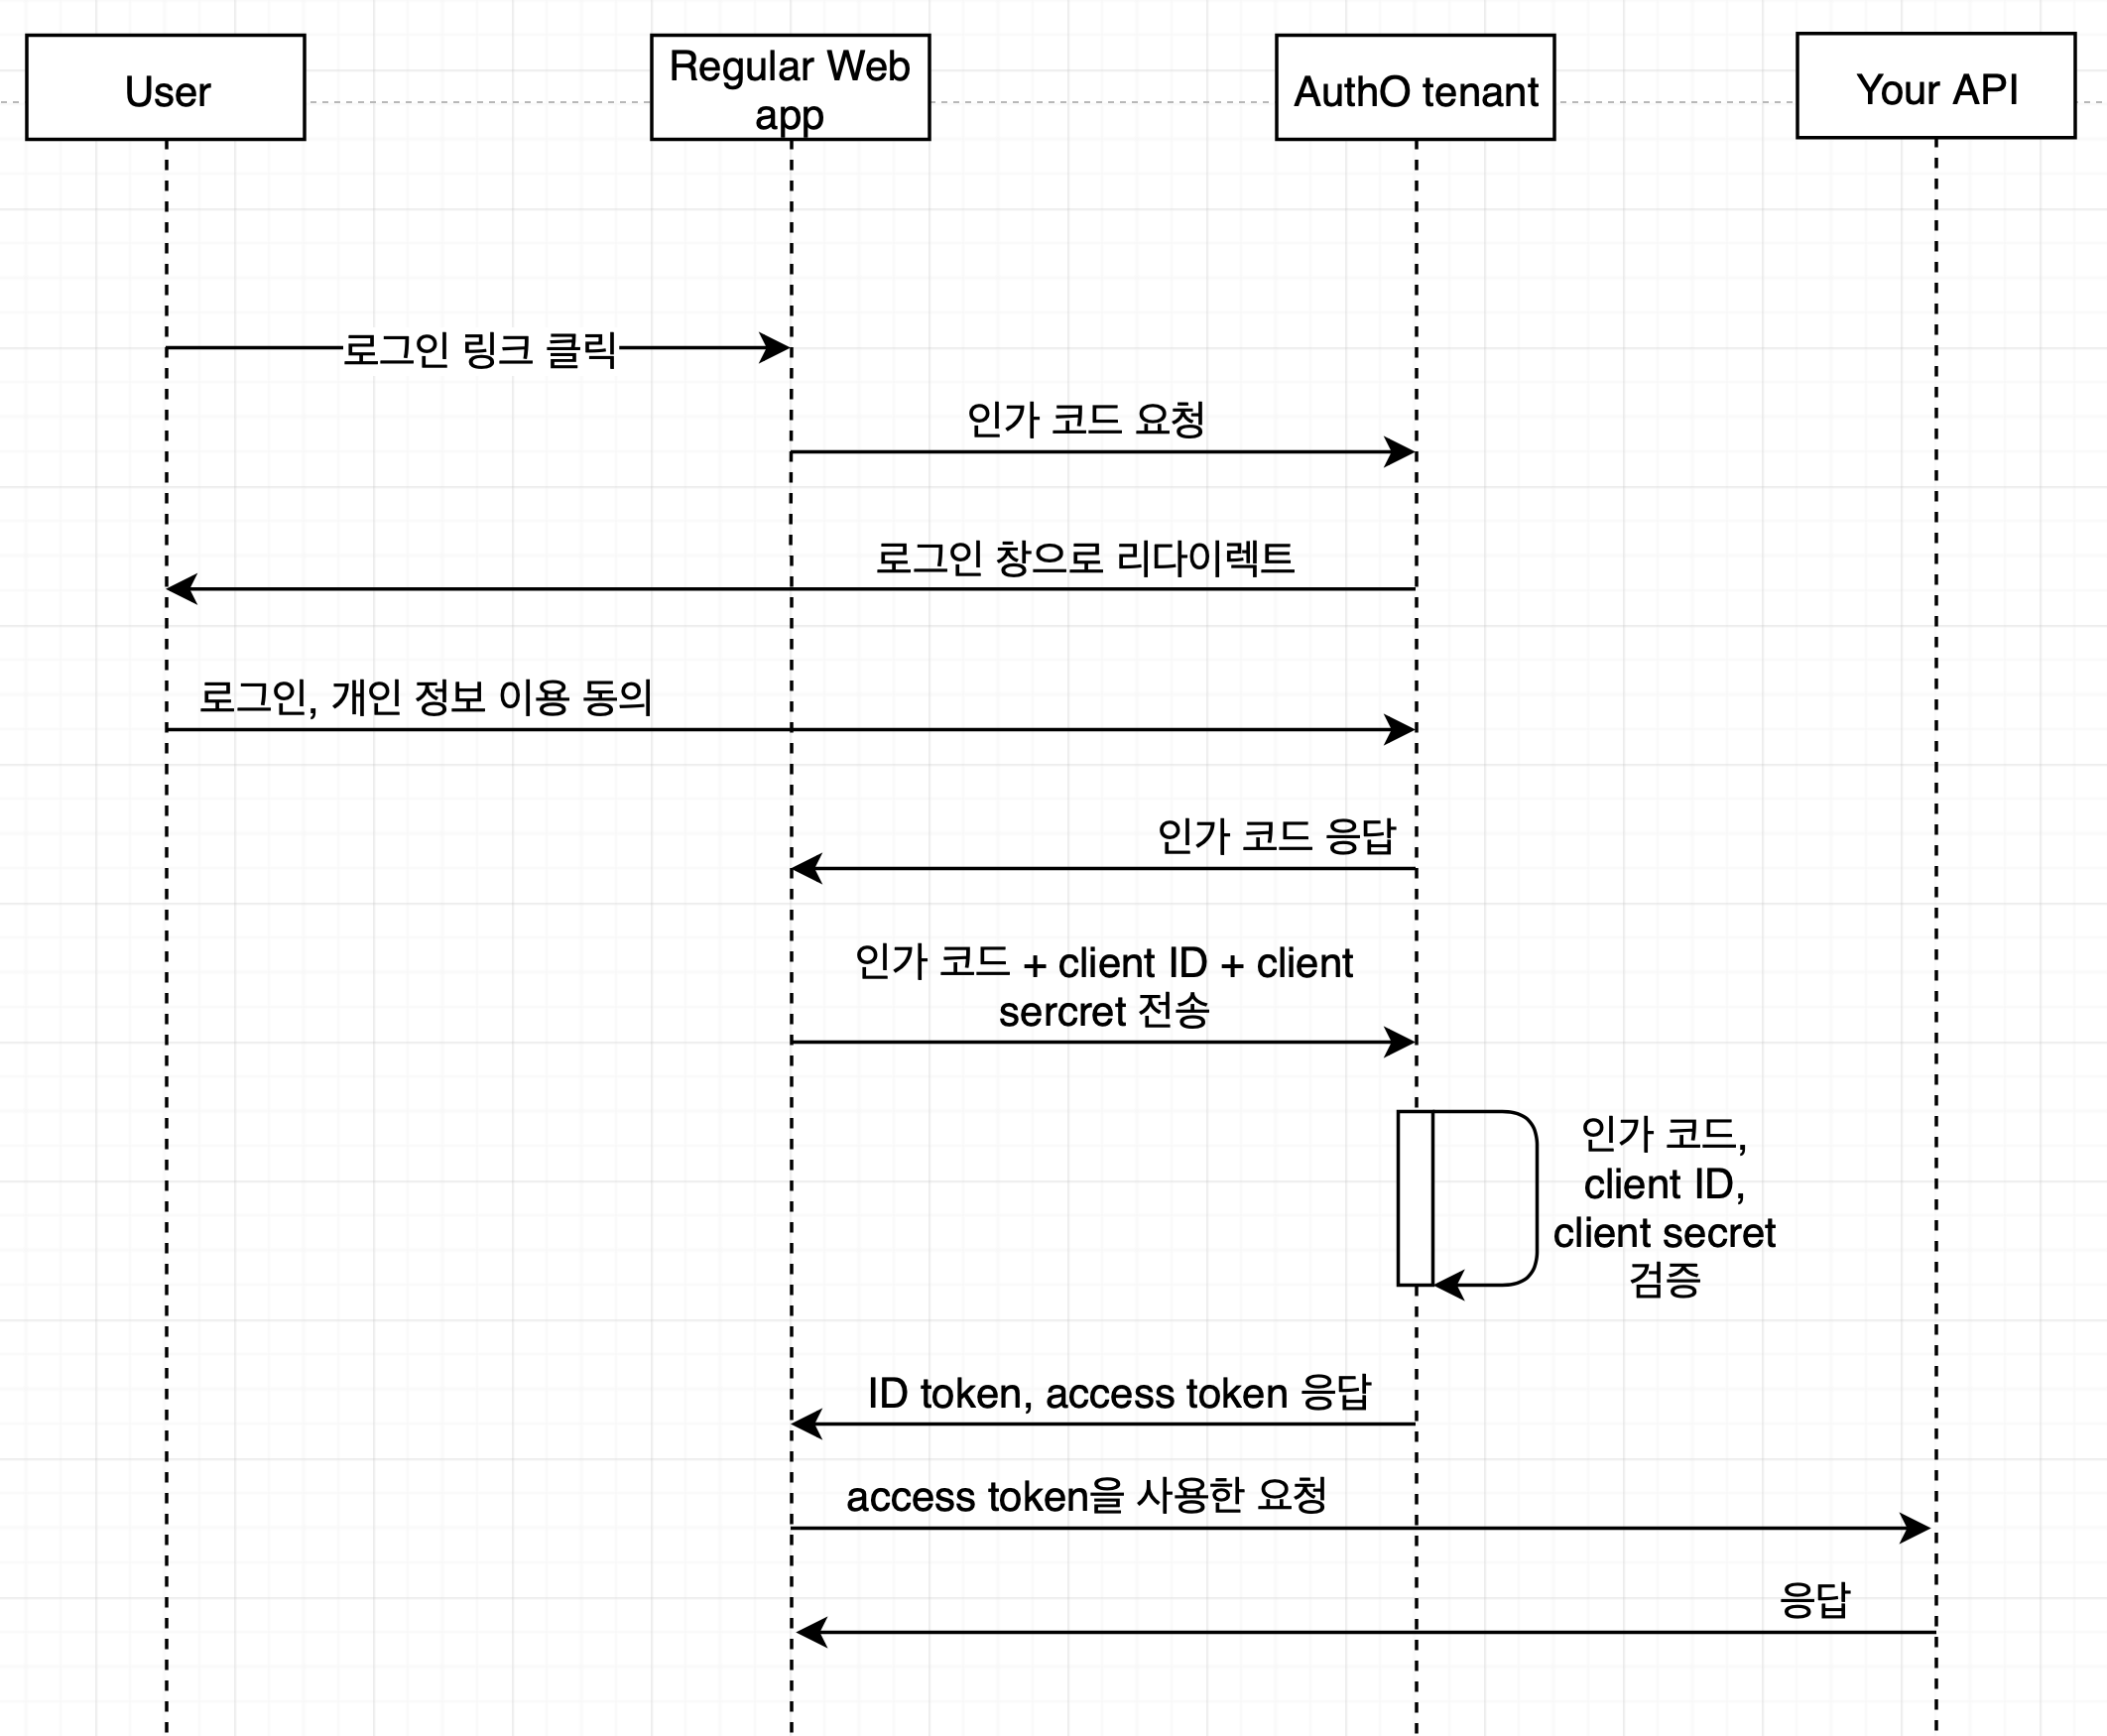 User
Regular Web
app
AuthO tenant
Your API
로그인 링크 클릭
인가 코드 요청
로그인 창으로 리다이렉트
로그인, 개인 정보 이용 동의
인가 코드 응답
인가 코드 + client ID + client
sercret 전송
인가 코드,
client ID,
client secret
검증
ID token, access token 응답
access token을 사용한 요청
응답